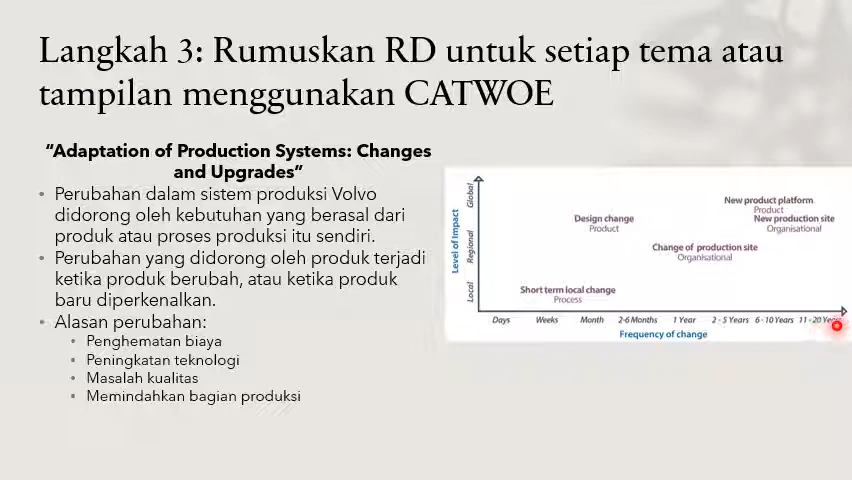 Langkah 3: Rumuskan RD untuk setiap tema atau
tampilan menggunakan CATWOE
“Adaptation of Production Systems: Changes
and Upgrades”
• Perubahan dalam sistem produksi Volvo
didorong oleh kebutuhan yang berasal dari
produk atau proses produksi itu sendiri.
• Perubahan yang didorong oleh produk terjadi
ketika produk berubah, atau ketika produk
baru diperkenalkan.
• Alasan perubahan:
• Penghematan biaya
• Peningkatan teknologi
• Masalah kualitas
• Memindahkan bagian produksi
Level of Impact
Global
Regional
Local
New product platform
Product
Design change
Product
New production site
Organisational
Change of production site
Organisational
Short term local change
Process
Days Weeks Month 2-6 Months 1 Year 2 - 5 Years 6 - 10 Years 11 - 20 Years
Frequency of change